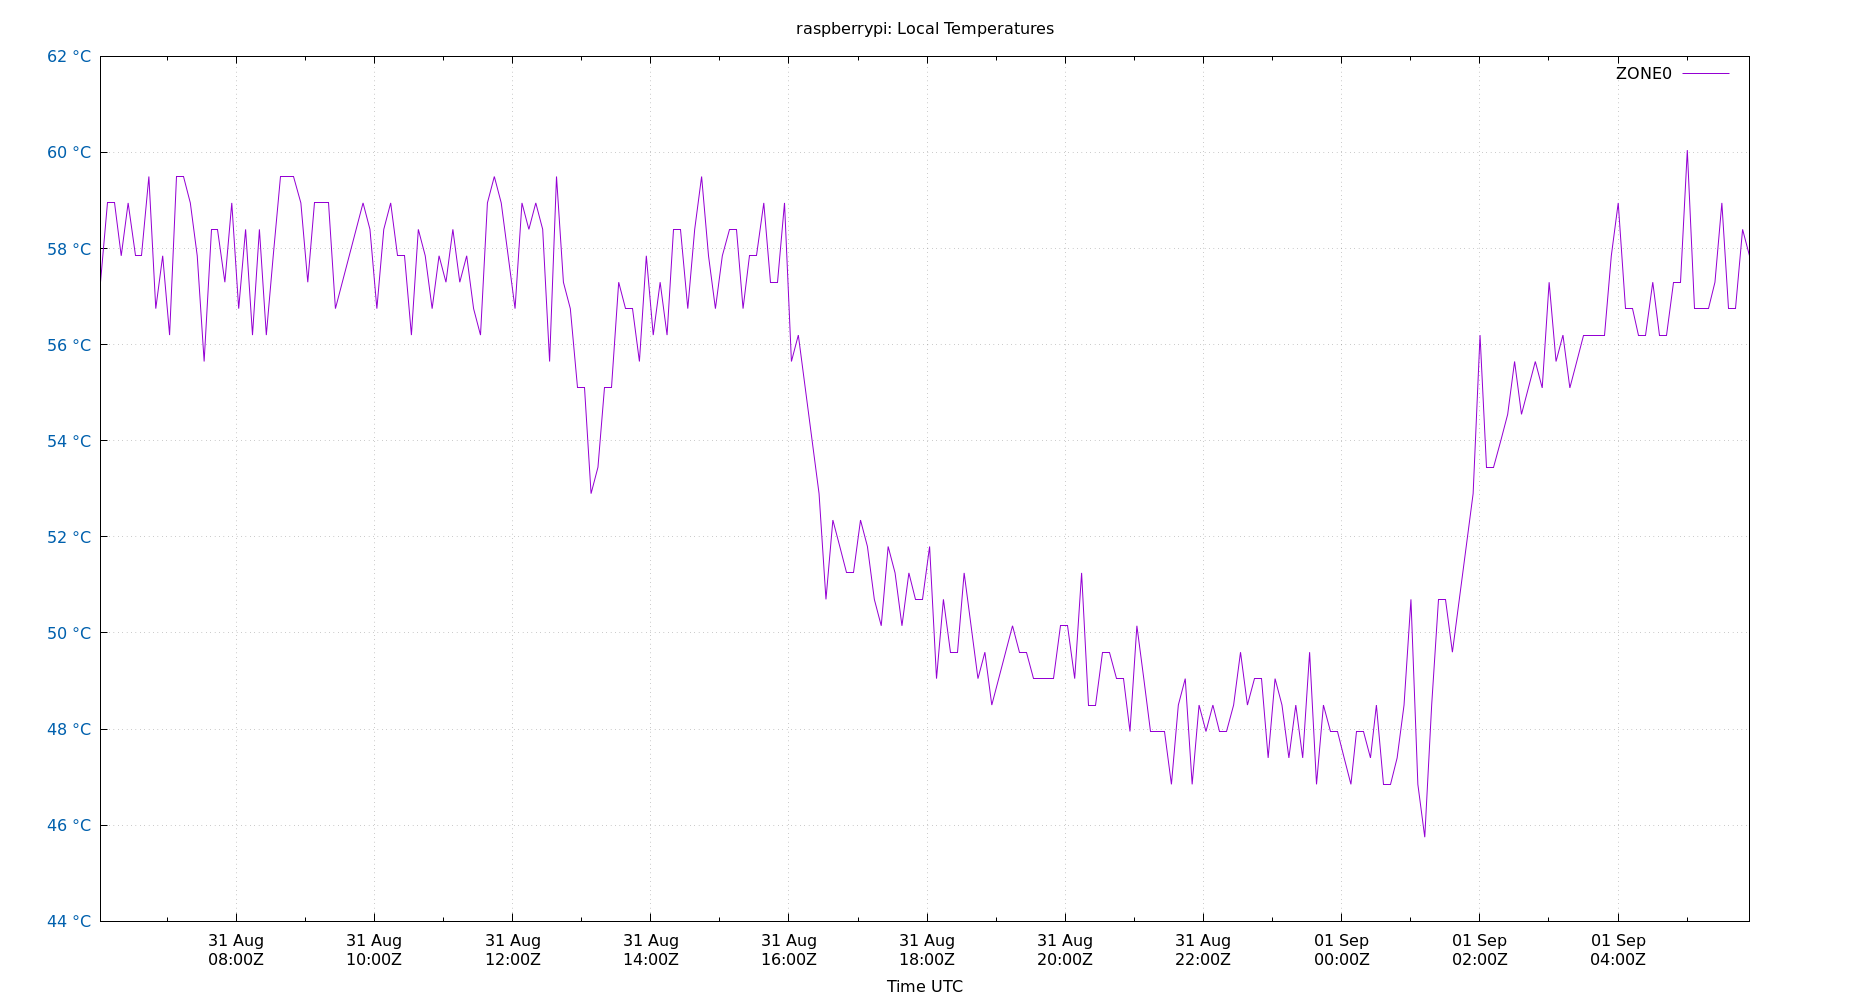 raspberrypi: Local Temperatures
ZONE0
62 °C
60 °C
58 °C
56 °C
54 °C
52 °C
50 °C
48 °C
46 °C
44 °C
31 Aug 31 Aug 31 Aug 31 Aug 31 Aug 31 Aug 31 Aug 31 Aug 01 Sep 01 Sep 01 Sep
08:00Z 10:00Z 12:00Z 14:00Z 16:00Z 18:00Z 20:00Z 22:00Z 00:00Z 02:00Z 04:00Z
Time UTC